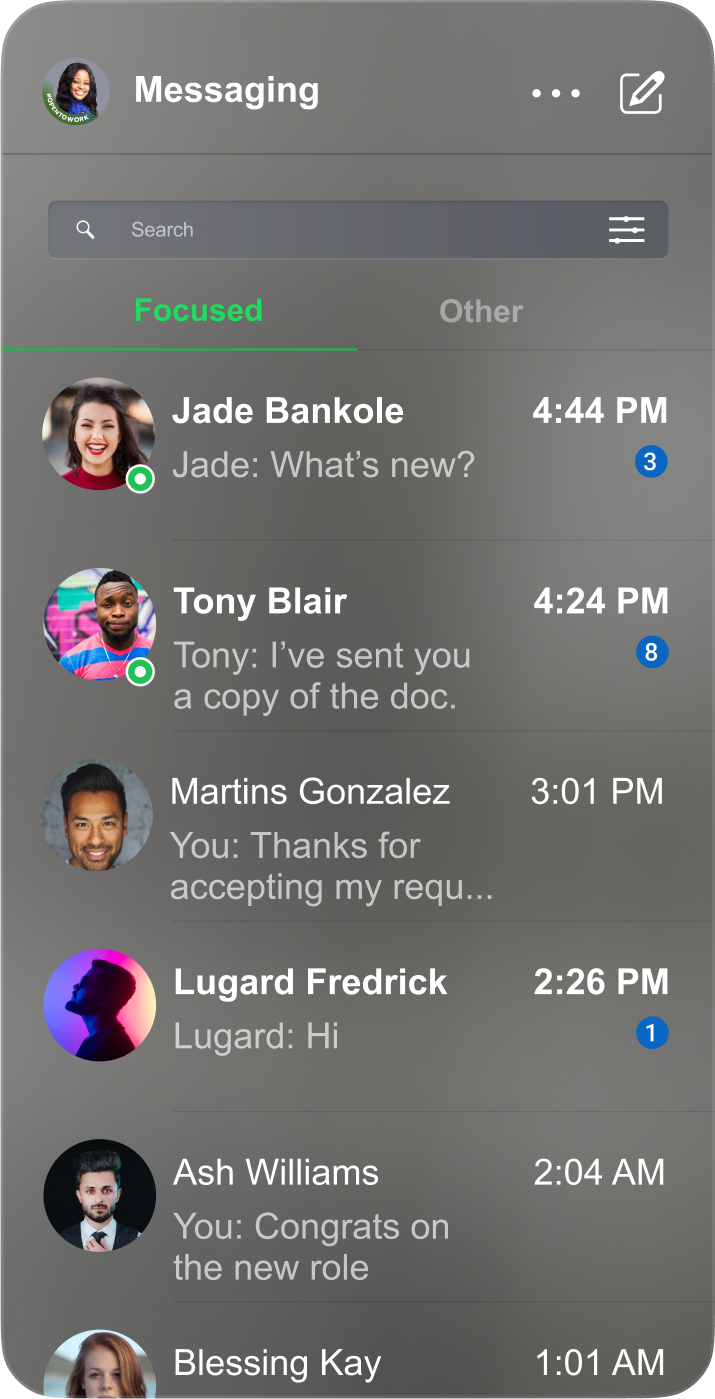 #OPENTOWORK
Messaging
Search
Focused
Other
Jade Bankole
4:44 PM
Jade: What’s new?
3
Tony Blair
4:24 PM
Tony: I’ve sent you
8
a copy of the doc.
Martins Gonzalez
3:01 PM
You: Thanks for
accepting my requ...
Lugard Fredrick
2:26 PM
Lugard: Hi
1
Ash Williams
2:04 AM
You: Congrats on
the new role
Blessing Kay
1:01 AM